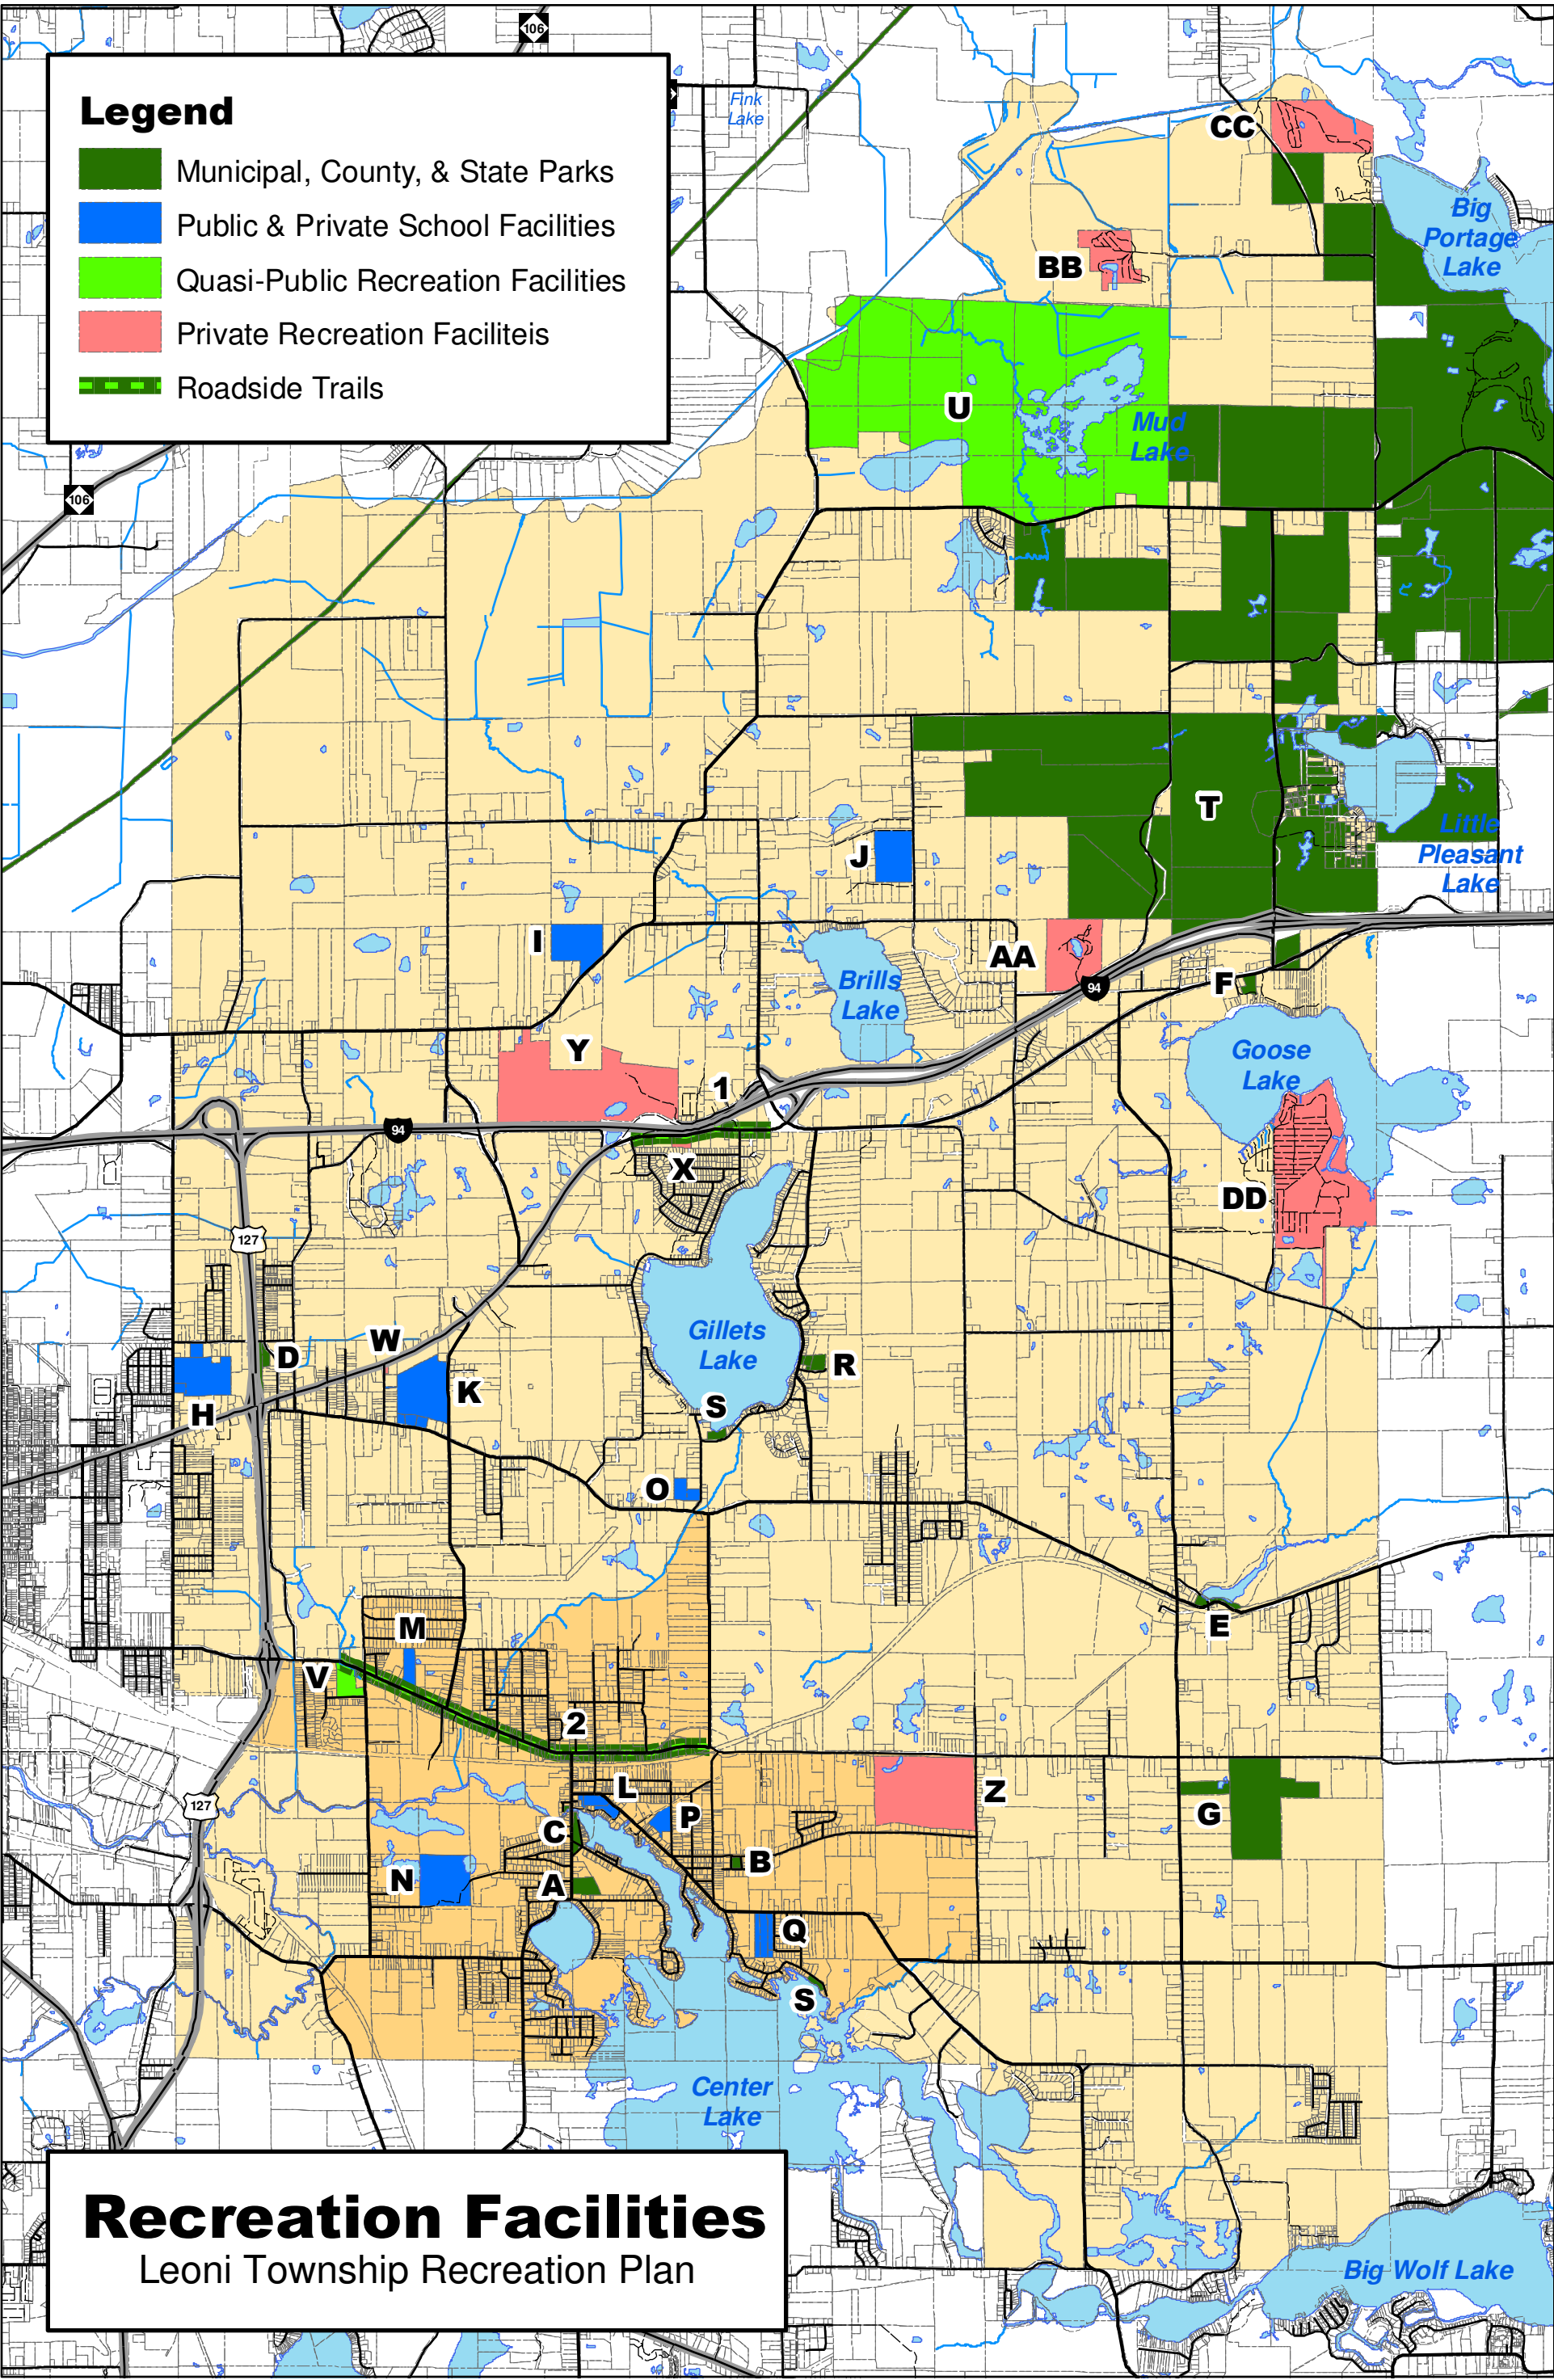 106
Fink
Lake
Legend
Municipal, County, & State Parks
Public & Private School Facilities
Quasi-Public Recreation Facilities
Private Recreation Faciliteis
Roadside Trails
CC
Big
Portage
Lake
BB
U
Mud
Lake
106
T
J
Little
Pleasant
Lake
I
AA
Brills
Lake
94
F
Y
Goose
Lake
1
94
X
DD
127
Gillets
Lake
W
D
R
K
H
S
O
E
M
V
2
L
Z
127
P
G
C
B
N
A
Q
S
Center
Lake
Recreation Facilities
Leoni Township Recreation Plan
Big Wolf Lake